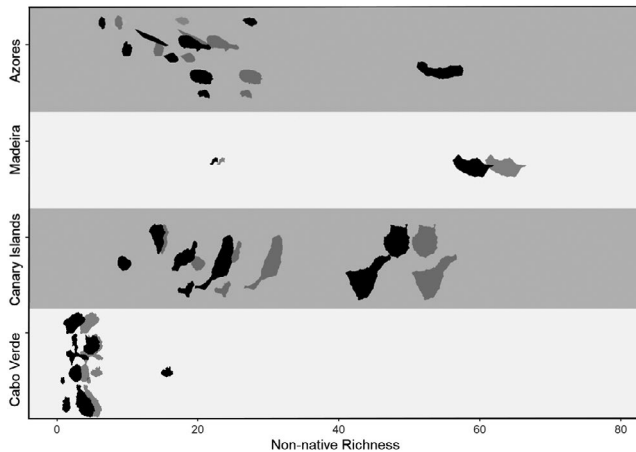 Azores
Madeira
Canary Islands
Cabo Verde
0 20 40 60 80
Non-native Richness